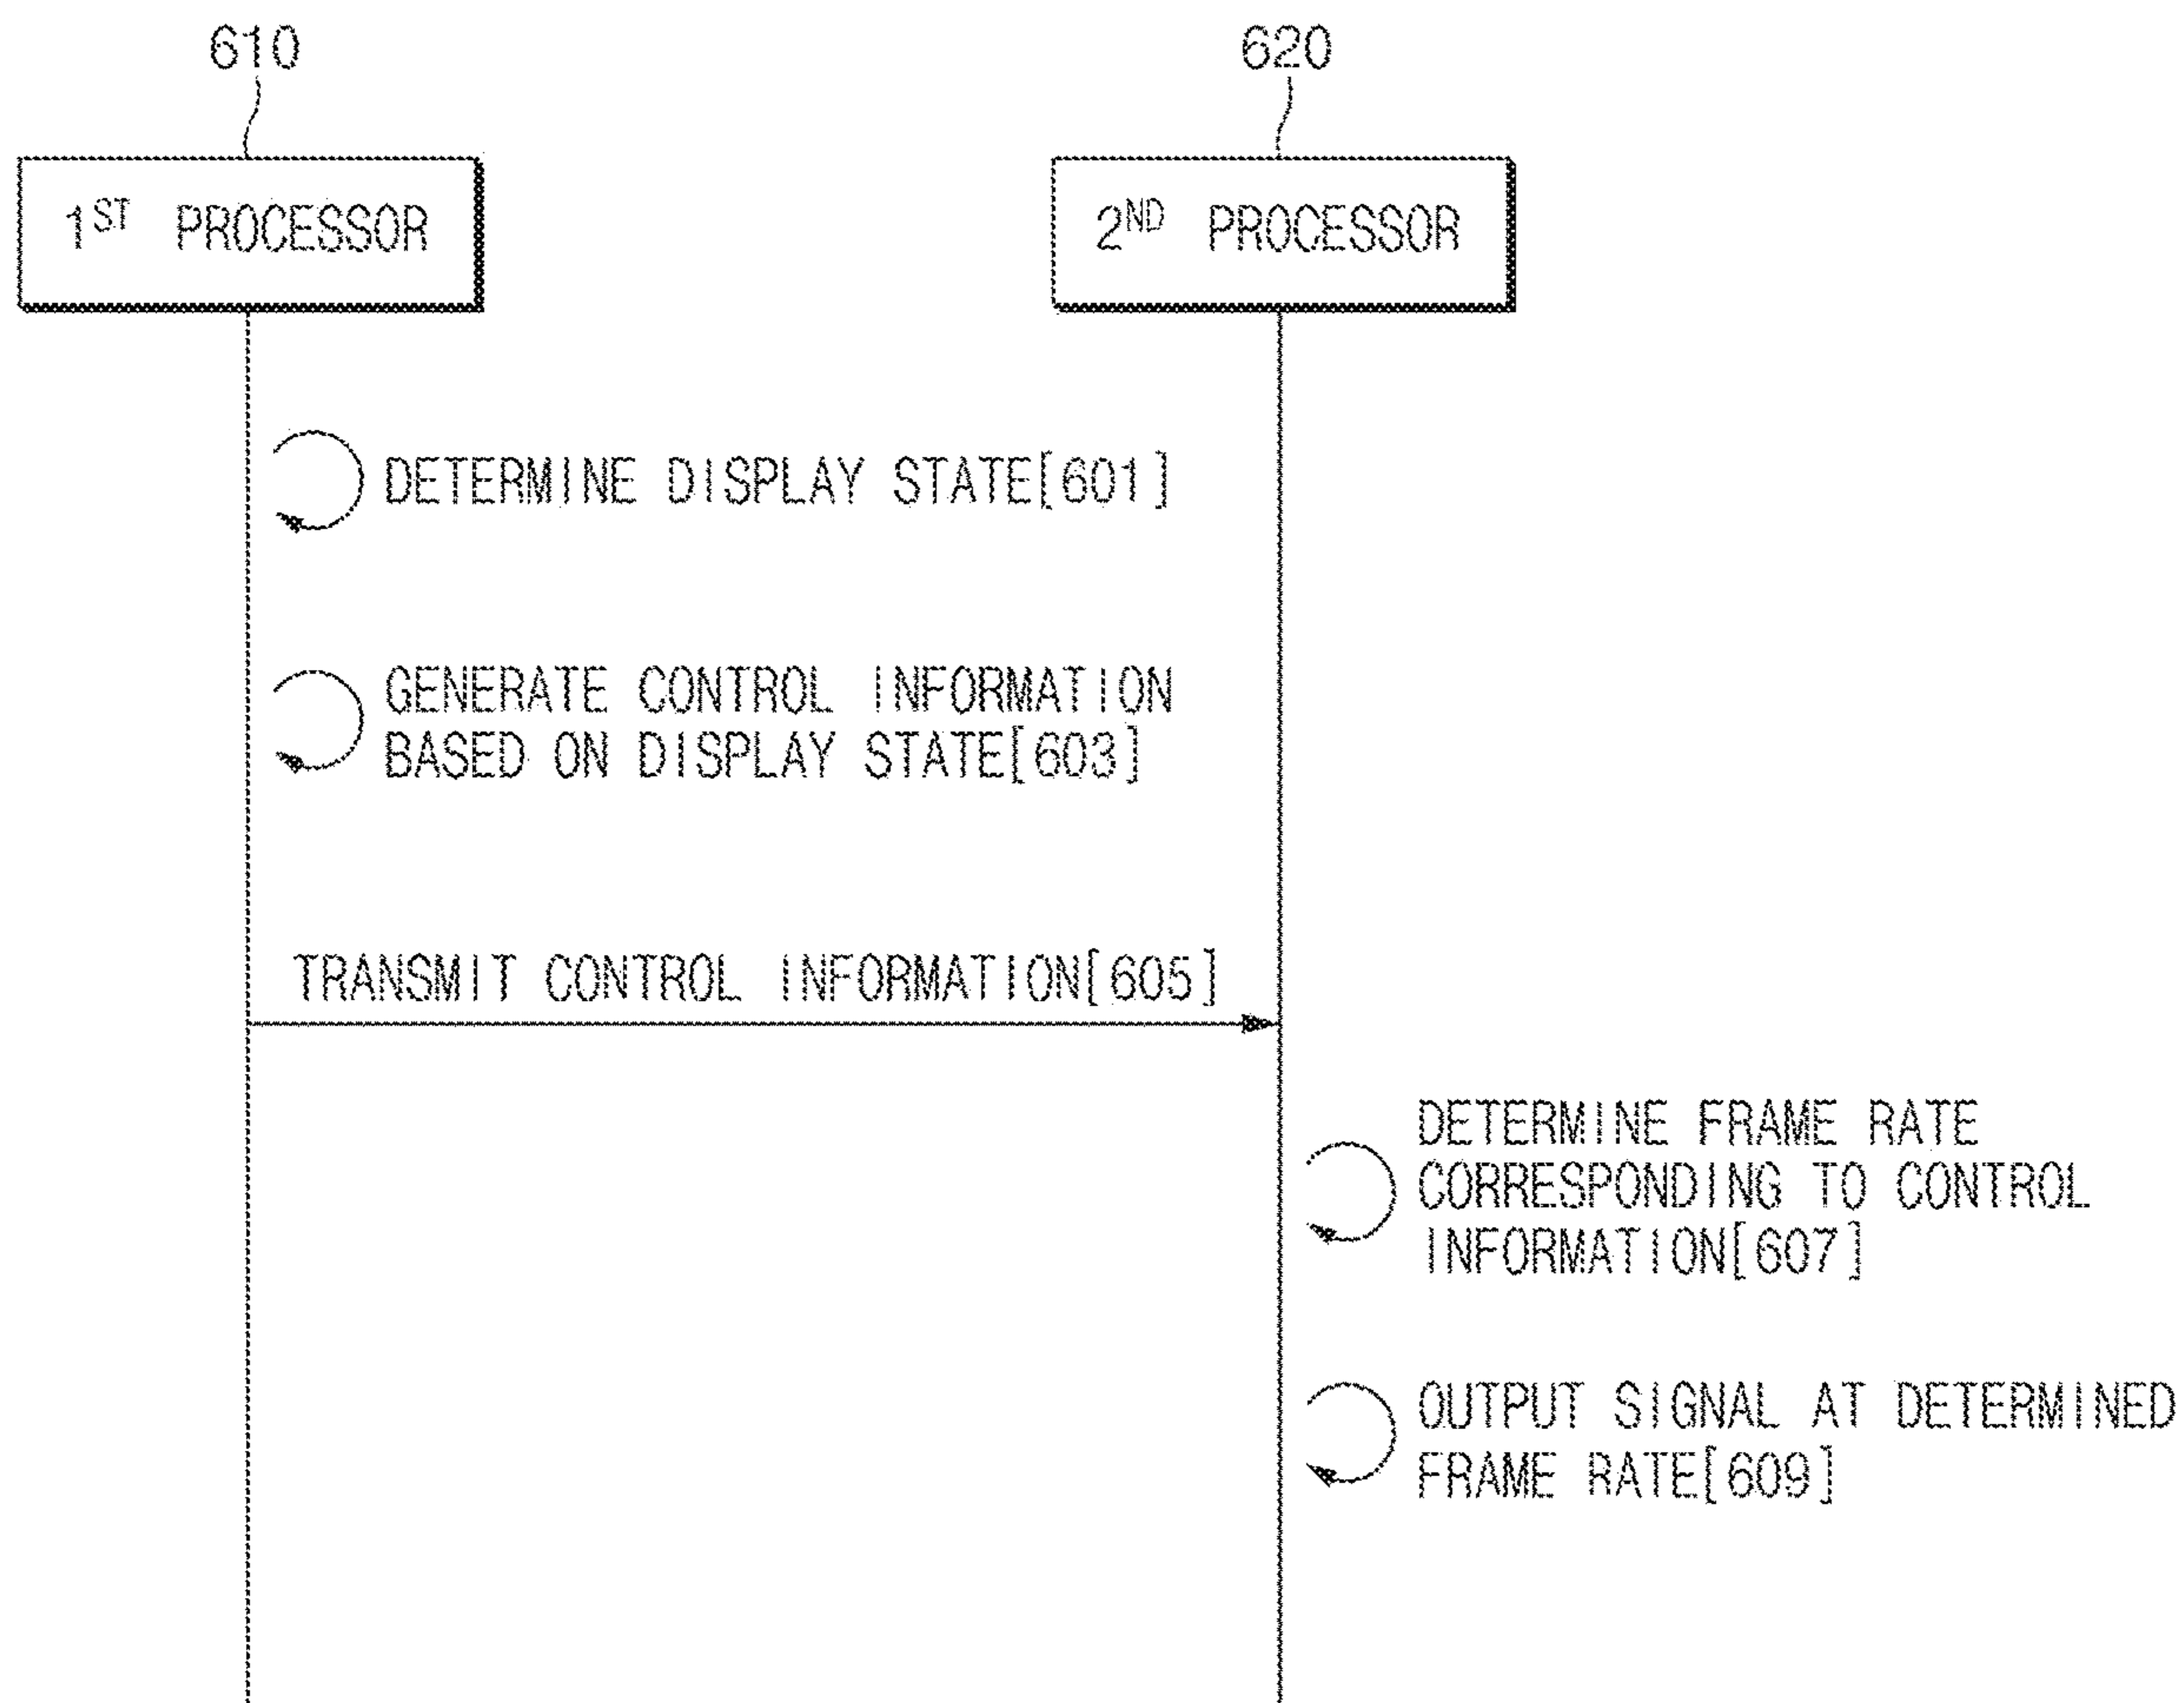 610
620
1ST PROCESSOR
2ND PROCESSOR
DETERMINE DISPLAY STATE[601]
GENERATE CONTROL INFORMATION
BASED ON DISPLAY STATE[603]
TRANSMIT CONTROL INFORMATION[605]
DETERMINE FRAME RATE
CORRESPONDING TO CONTROL
INFORMATION[607]
OUTPUT SIGNAL AT DETERMINED
FRAME RATE[609]